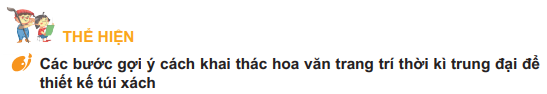 THỂ HIỆN
Các bước gợi ý cách khai thác hoa văn trang trí thời kì trung đại để
thiết kế túi xách